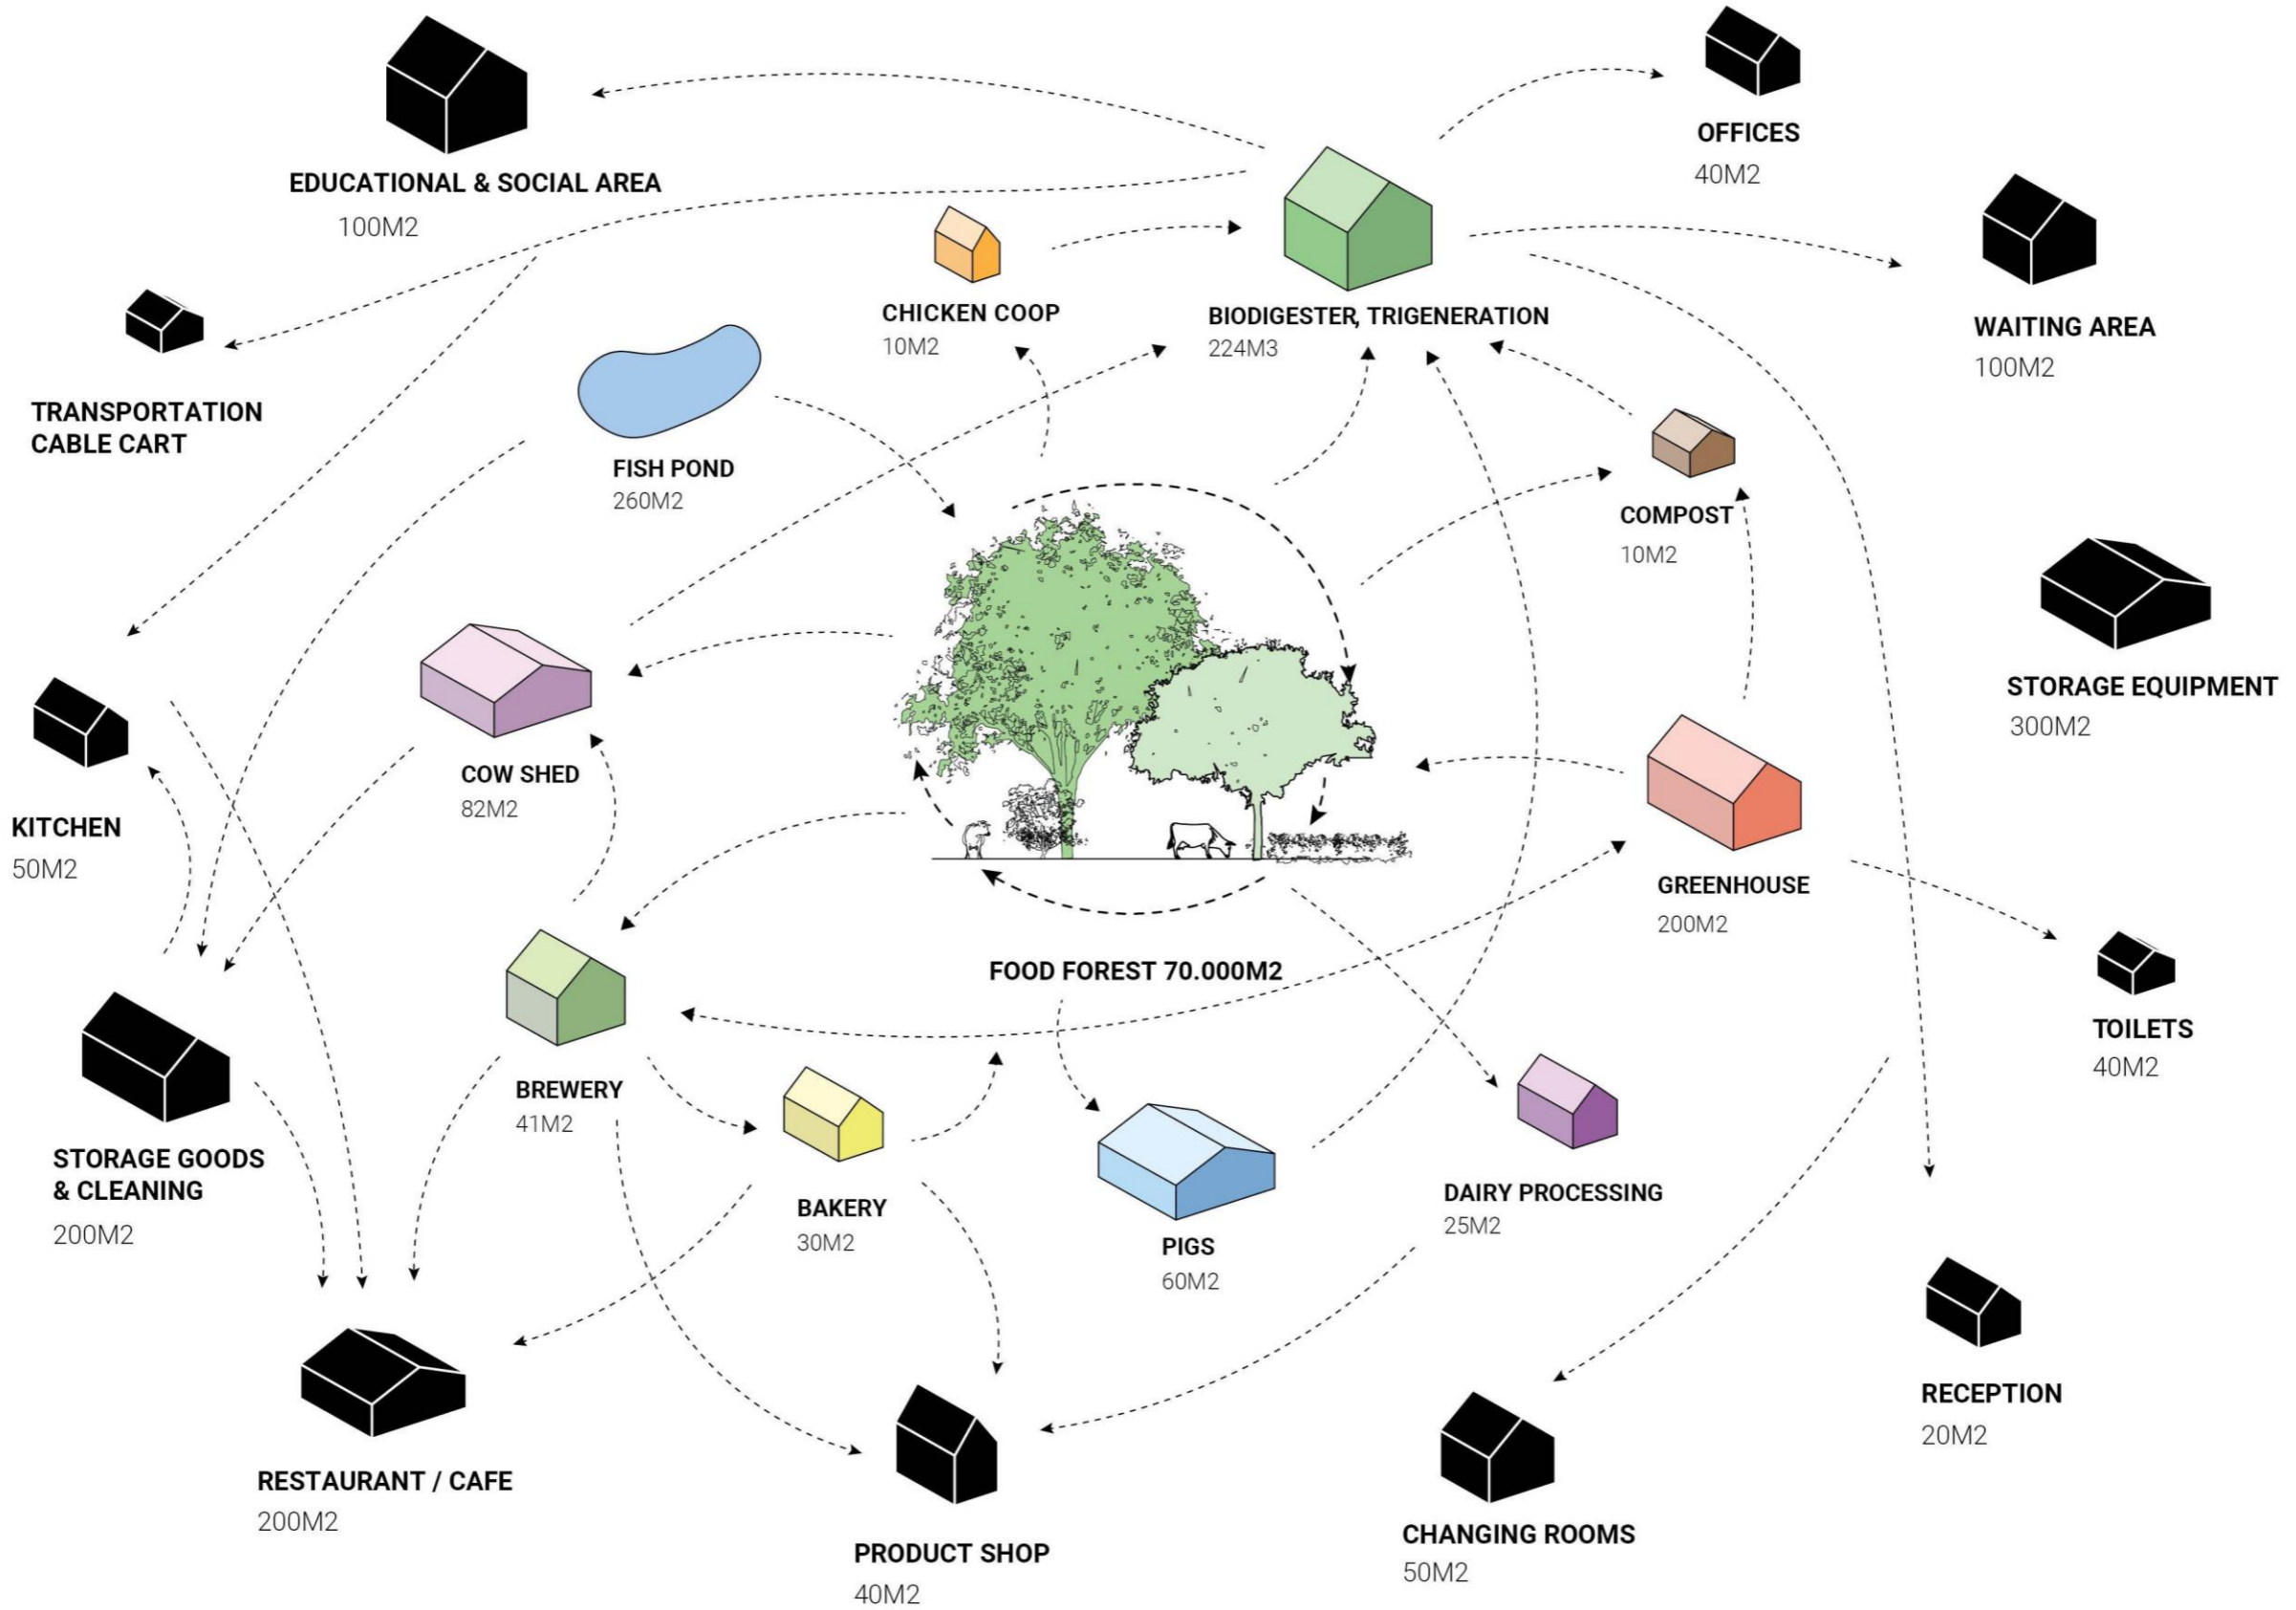 OFFICES
40M2
EDUCATIONAL & SOCIAL AREA
100M2
CHICKEN COOP
10M2
BIODIGESTER, TRIGENERATION
224M3
WAITING AREA
100M2
TRANSPORTATION
CABLE CART
FISH POND
260M2
COMPOST
10M2
STORAGE EQUIPMENT
300M2
COW SHED
82M2
KITCHEN
50M2
GREENHOUSE
200M2
FOOD FOREST 70.000M2
TOILETS
40M2
BREWERY
41M2
STORAGE GOODS
& CLEANING
200M2
BAKERY
30M2
DAIRY PROCESSING
25M2
PIGS
60M2
RECEPTION
20M2
RESTAURANT / CAFE
200M2
PRODUCT SHOP
40M2
CHANGING ROOMS
50M2